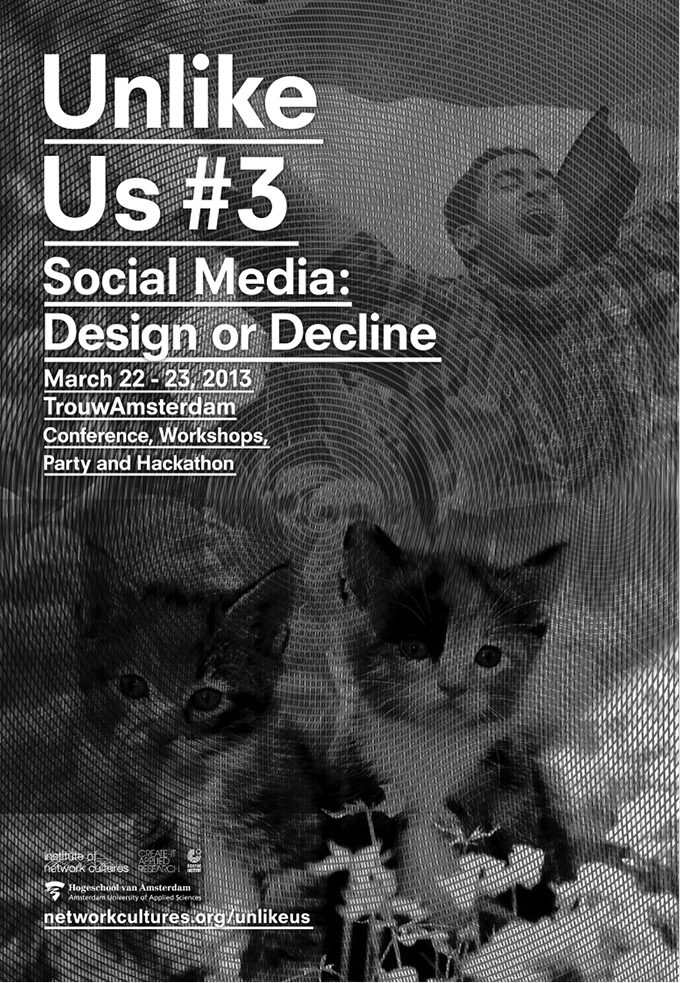 Unlike
Us #3
Social Media:
Design or Decline
March 22 - 23, 2013
TrouwAmsterdam
Conference, Workshops,
Party and Hackathon
institute of
network cultures
CREATE-IT
APPLIED
RESEARCH
Hogeschool van Amsterdam
Amsterdam University of Applied Sciences
networkcultures.org/unlikeus